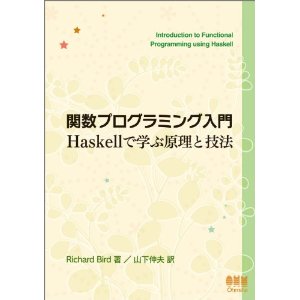 Introduction to Functional
Programming using Haskell
関数プログラミング入門
Haskellで学ぶ原理と技法
Richard Bird 著／山下伸夫 訳
Ohmsha